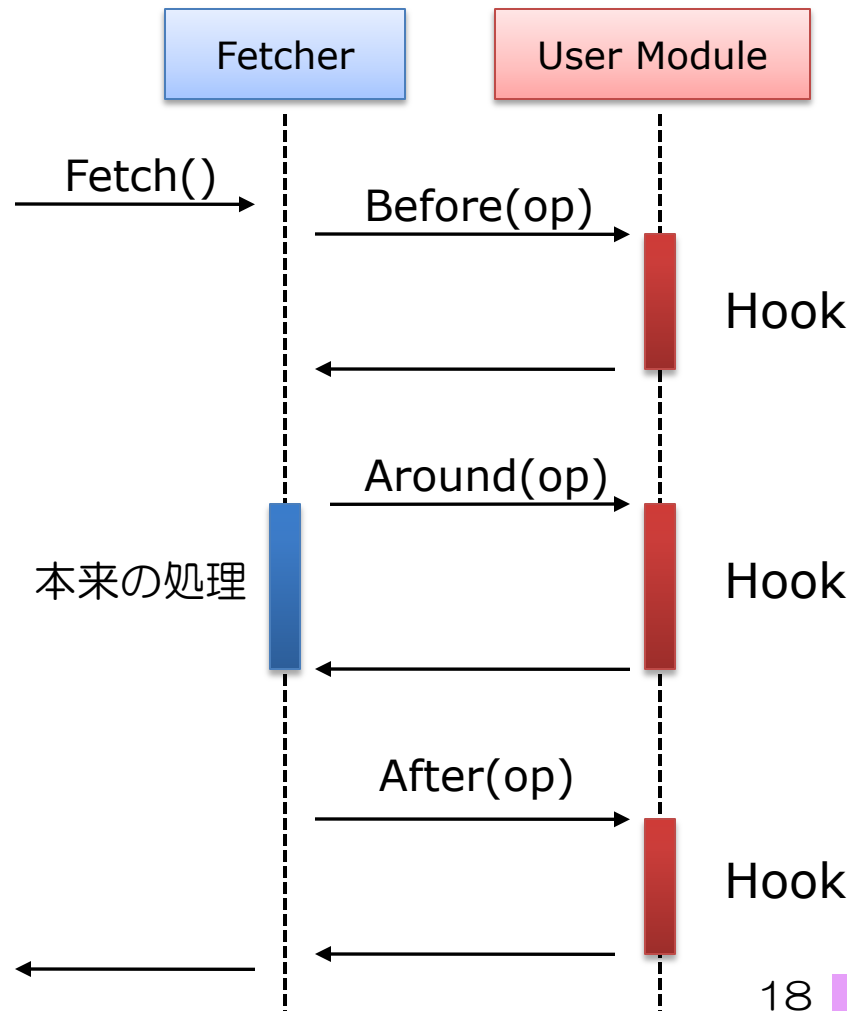 Fetcher
User Module
Fetch()
Before(op)
Hook
Around(op)
本来の処理
Hook
After(op)
Hook
18